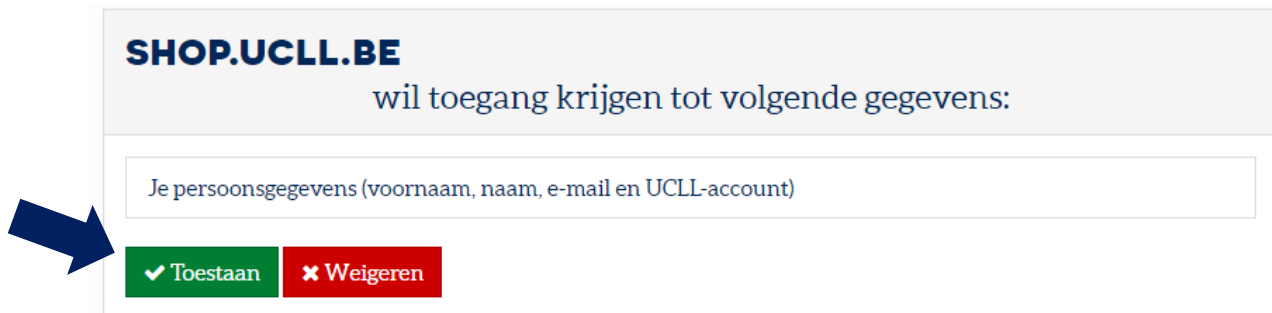 SHOP.UCLL.BE
wil toegang krijgen tot volgende gegevens:
Je persoonsgegevens (voornaam, naam, e-mail en UCLL-account)
Toestaan
Weigeren